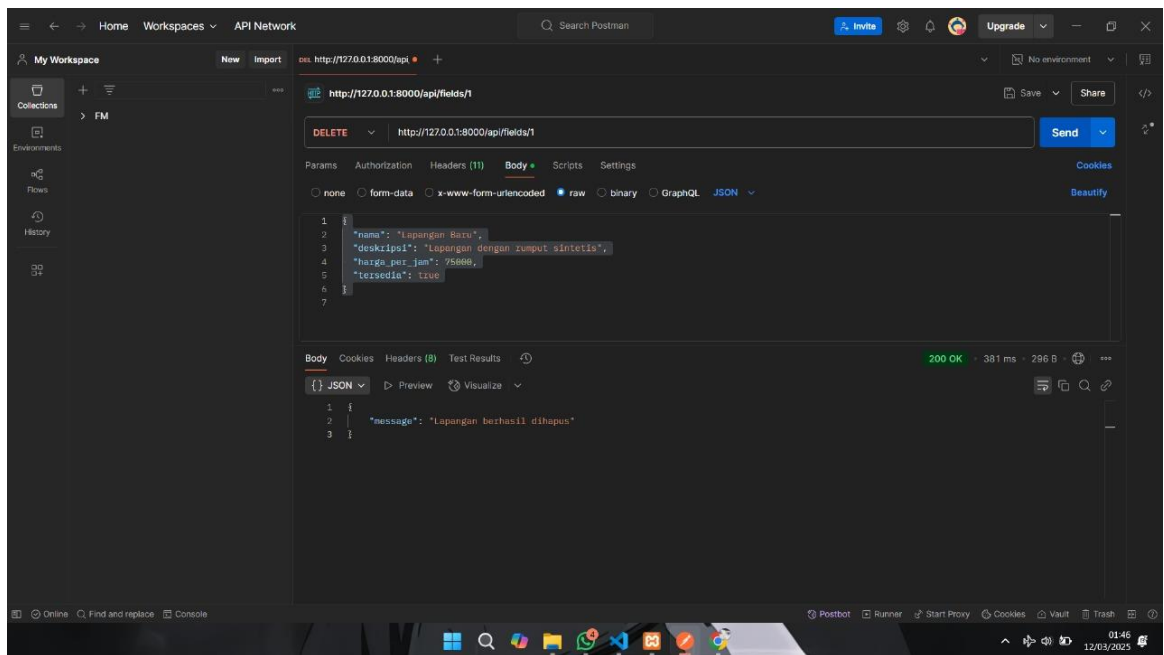 Home Workspaces API Network Search Postman Invite Upgrade
My Workspace New Import DEL http://127.0.0.1:8000/api No environment
Collections
FM
Environments
Flows
History
HTTP http://127.0.0.1:8000/api/fields/1 Save Share
DELETE http://127.0.0.1:8000/api/fields/1 Send
Params Authorization Headers (11) Body Scripts Settings Cookies
none form-data x-www-form-urlencoded raw binary GraphQL JSON Beautify
1 {
2 "nama": "Lapangan Baru",
3 "deskripsi": "Lapangan dengan rumput sintetis",
4 "harga_per_jam": 75000,
5 "tersedia": true
6 }
7
Body Cookies Headers (8) Test Results 200 OK 381 ms 296 B
{} JSON Preview Visualize
1 {
2 "message": "Lapangan berhasil dihapus"
3 }
Online Find and replace Console Postbot Runner Start Proxy Cookies Vault Trash
01:46
12/03/2025